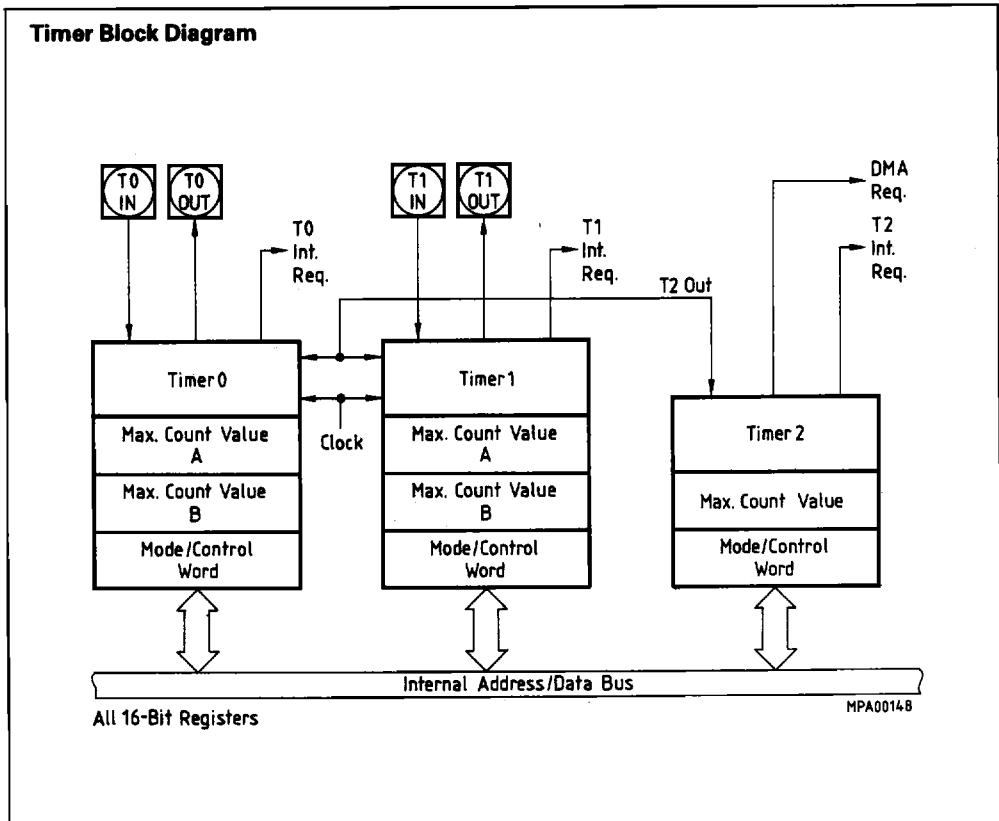 Timer Block Diagram
T0
IN
T0
OUT
T1
IN
T1
OUT
DMA
Req.
T0
Int.
Req.
T1
Int.
Req.
T2
Int.
Req.
T2 Out
Timer 0
Max. Count Value
A
Max. Count Value
B
Mode/Control
Word
Clock
Timer 1
Max. Count Value
A
Max. Count Value
B
Mode/Control
Word
Timer 2
Max. Count Value
Mode/Control
Word
Internal Address/Data Bus
All 16-Bit Registers
MPA00148